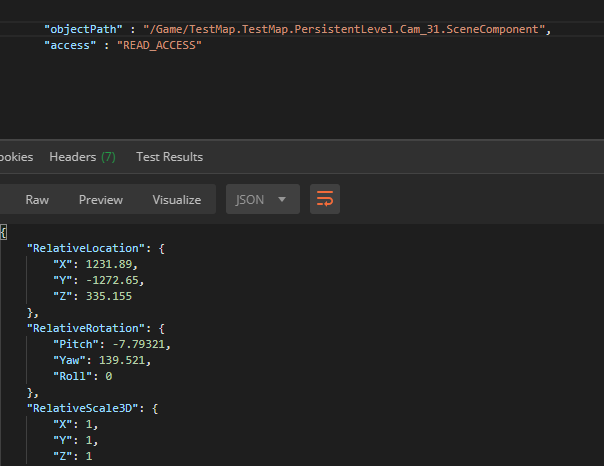 "objectPath" : "/Game/TestMap.TestMap.PersistentLevel.Cam_31.SceneComponent",
"access" : "READ_ACCESS"
ookies Headers (7) Test Results
Raw Preview Visualize JSON
{
"RelativeLocation": {
"X": 1231.89,
"Y": -1272.65,
"Z": 335.155
},
"RelativeRotation": {
"Pitch": -7.79321,
"Yaw": 139.521,
"Roll": 0
},
"RelativeScale3D": {
"X": 1,
"Y": 1,
"Z": 1